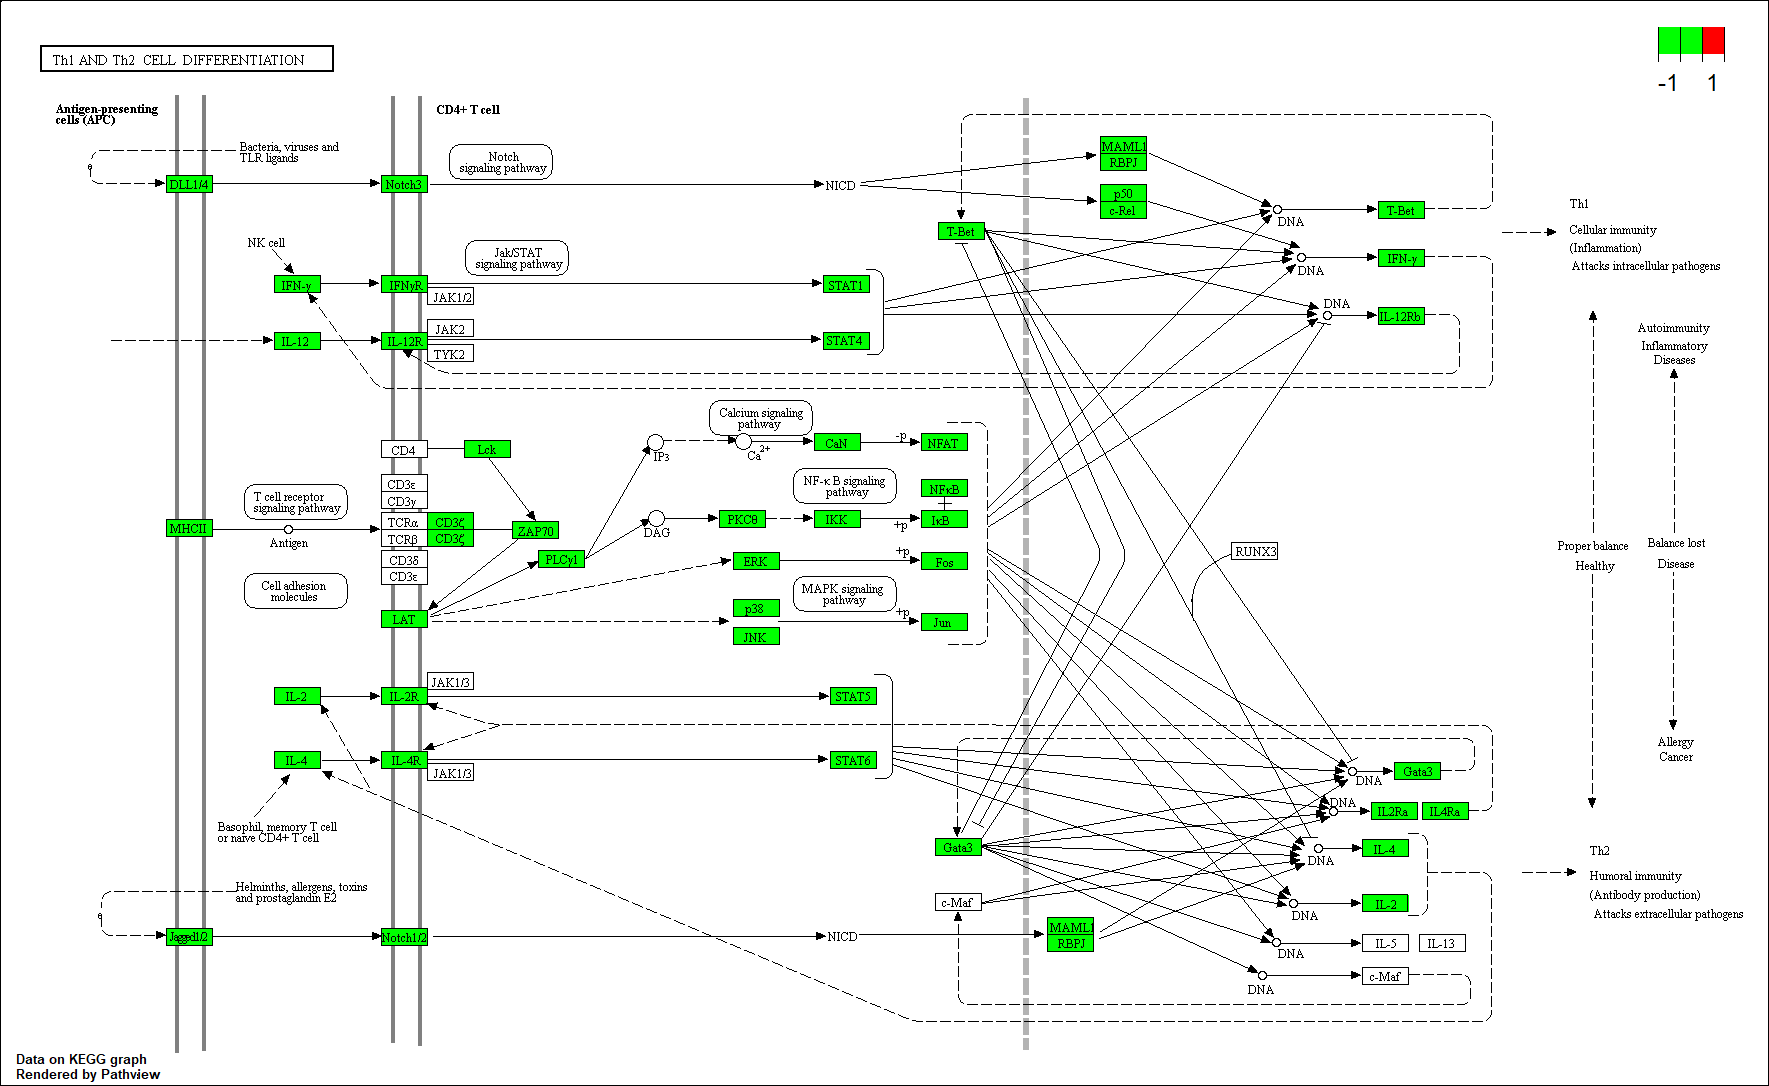 Th1 AND Th2 CELL DIFFERENTIATION
-1 1
Antigen-presenting
cells (APC)
CD4+ T cell
Bacteria, viruses and
TLR ligands
Notch
signaling pathway
MAML1
RBPJ
DLL1/4
Notch3
NICD
p50
c-Rel
T-Bet
DNA
T-Bet
Th1
Cellular immunity
(Inflammation)
Attacks intracellular pathogens
NK cell
Jak/STAT
signaling pathway
DNA
IFN-γ
IFN-γ
IFNγR
JAK1/2
STAT1
DNA
IL-12Rb
IL-12
IL-12R
JAK2
TYK2
STAT4
Autoimmunity
Inflammatory
Diseases
Calcium signaling
pathway
CD4
Lck
IP3
Ca2+
CaN
-p
NFAT
CD3ε
CD3γ
T cell receptor
signaling pathway
NF-κ B signaling
pathway
NFκB
MHCII
Antigen
TCRα
CD3ζ
TCRβ
CD3ζ
ZAP70
DAG
PKCθ
IKK
+p
IκB
CD3δ
CD3ε
PLCγ1
ERK
+p
Fos
RUNX3
Proper balance
Healthy
Balance lost
Disease
Cell adhesion
molecules
MAPK signaling
pathway
LAT
p38
JNK
+p
Jun
IL-2
IL-2R
JAK1/3
STAT5
IL-4
IL-4R
JAK1/3
STAT6
Allergy
Cancer
DNA
Gata3
DNA
IL2Ra
IL4Ra
Basophil, memory T cell
or naive CD4+ T cell
Gata3
DNA
IL-4
Th2
Humoral immunity
(Antibody production)
Attacks extracellular pathogens
Helminths, allergens, toxins
and prostaglandin E2
c-Maf
DNA
IL-2
Jagged1/2
Notch1/2
NICD
MAML1
RBPJ
DNA
IL-5
IL-13
DNA
c-Maf
Data on KEGG graph
Rendered by Pathview